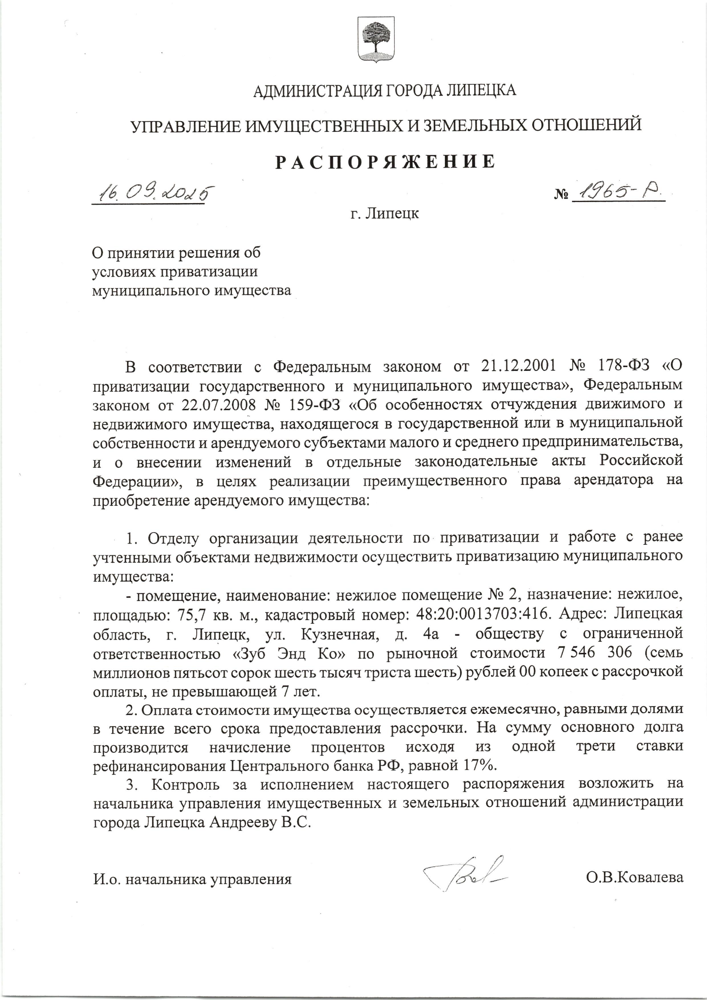 АДМИНИСТРАЦИЯ ГОРОДА ЛИПЕЦКА
УПРАВЛЕНИЕ ИМУЩЕСТВЕННЫХ И ЗЕМЕЛЬНЫХ ОТНОШЕНИЙ
РАСПОРЯЖЕНИЕ
16.09.2025 № 1965-р.
г. Липецк
О принятии решения об
условиях приватизации
муниципального имущества
В соответствии с Федеральным законом от 21.12.2001 № 178-ФЗ «О
приватизации государственного и муниципального имущества», Федеральным
законом от 22.07.2008 № 159-ФЗ «Об особенностях отчуждения движимого и
недвижимого имущества, находящегося в государственной или в муниципальной
собственности и арендуемого субъектами малого и среднего предпринимательства,
и о внесении изменений в отдельные законодательные акты Российской
Федерации», в целях реализации преимущественного права арендатора на
приобретение арендуемого имущества:
1. Отделу организации деятельности по приватизации и работе с ранее
учтенными объектами недвижимости осуществить приватизацию муниципального
имущества:
- помещение, наименование: нежилое помещение № 2, назначение: нежилое,
площадью: 75,7 кв. м., кадастровый номер: 48:20:0013703:416. Адрес: Липецкая
область, г. Липецк, ул. Кузнечная, д. 4а - обществу с ограниченной
ответственностью «Зуб Энд Ко» по рыночной стоимости 7 546 306 (семь
миллионов пятьсот сорок шесть тысяч триста шесть) рублей 00 копеек с рассрочкой
оплаты, не превышающей 7 лет.
2. Оплата стоимости имущества осуществляется ежемесячно, равными долями
в течение всего срока предоставления рассрочки. На сумму основного долга
производится начисление процентов исходя из одной трети ставки
рефинансирования Центрального банка РФ, равной 17%.
3. Контроль за исполнением настоящего распоряжения возложить на
начальника управления имущественных и земельных отношений администрации
города Липецка Андрееву В.С.
И.о. начальника управления О.В.Ковалева